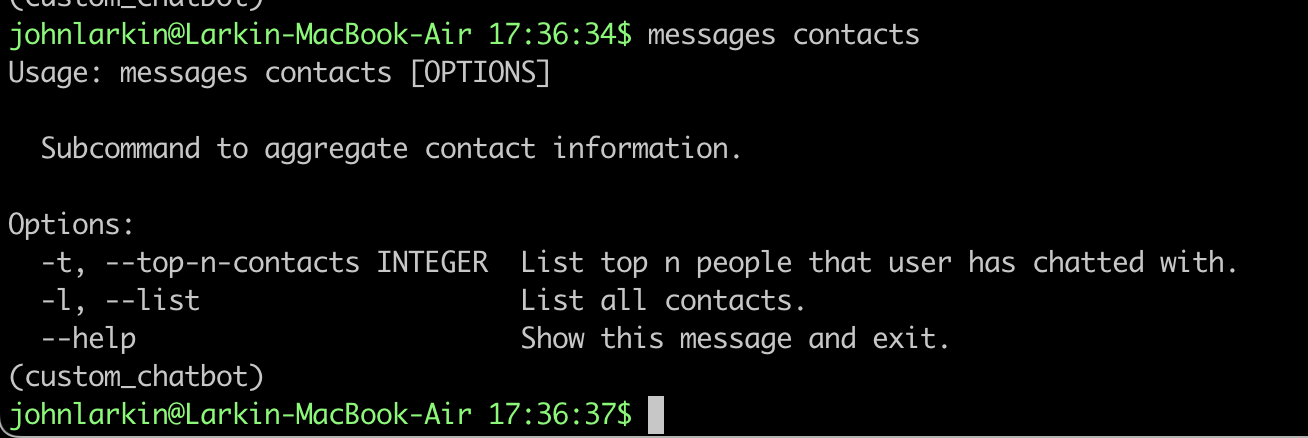 (custom_chatbot)
johnlarkin@Larkin-MacBook-Air 17:36:34$ messages contacts
Usage: messages contacts [OPTIONS]

  Subcommand to aggregate contact information.

Options:
  -t, --top-n-contacts INTEGER  List top n people that user has chatted with.
  -l, --list                    List all contacts.
  --help                        Show this message and exit.
(custom_chatbot)
johnlarkin@Larkin-MacBook-Air 17:36:37$